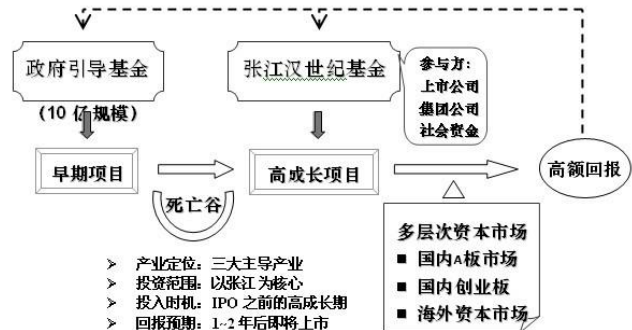 政府引导基金
(10 亿规模)
张江汉世纪基金
参与方:
上市公司
集团公司
社会资金
早期项目
死亡谷
高成长项目
高额回报
多层次资本市场
■ 国内A板市场
■ 国内创业板
■ 海外资本市场
➢ 产业定位: 三大主导产业
➢ 投资范围: 以张江为核心
➢ 投入时机: IPO 之前的高成长期
➢ 回报预期: 1~2 年后即将上市